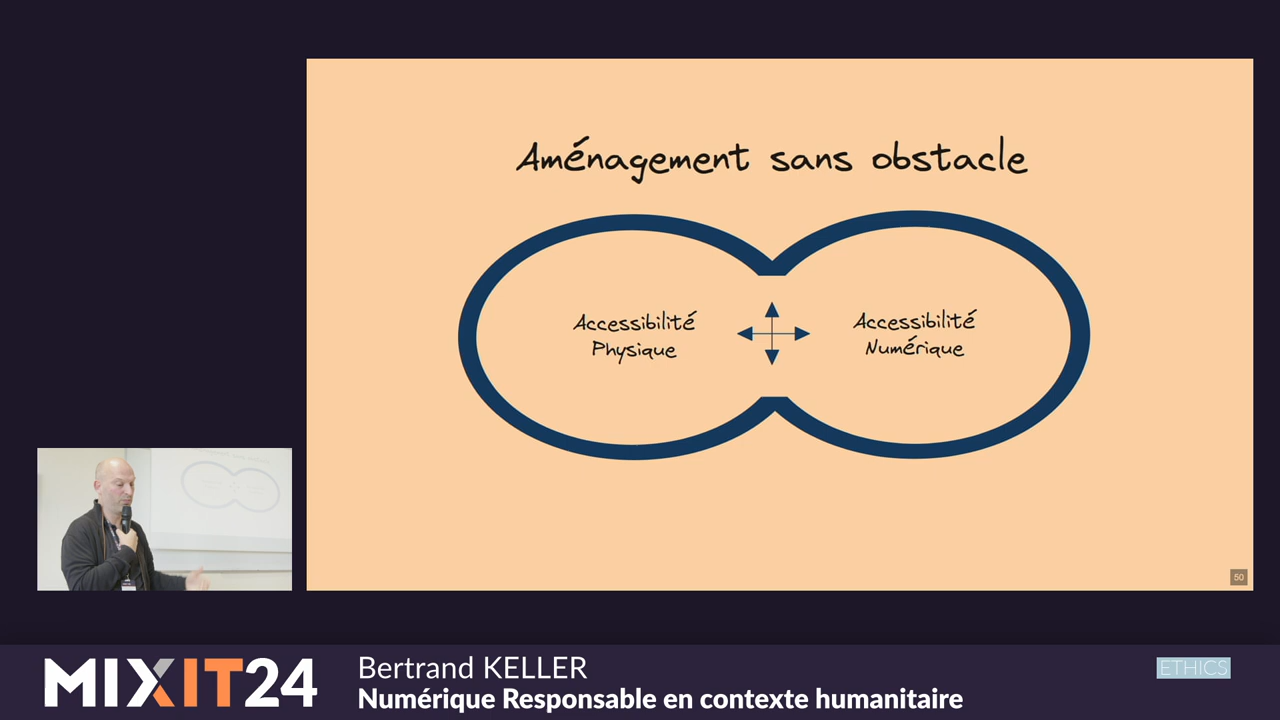 Aménagement sans obstacle
Accessibilité
Physique
Accessibilité
Numérique
50
MIXIT24
Bertrand KELLER
Numérique Responsable en contexte humanitaire
ETHICS